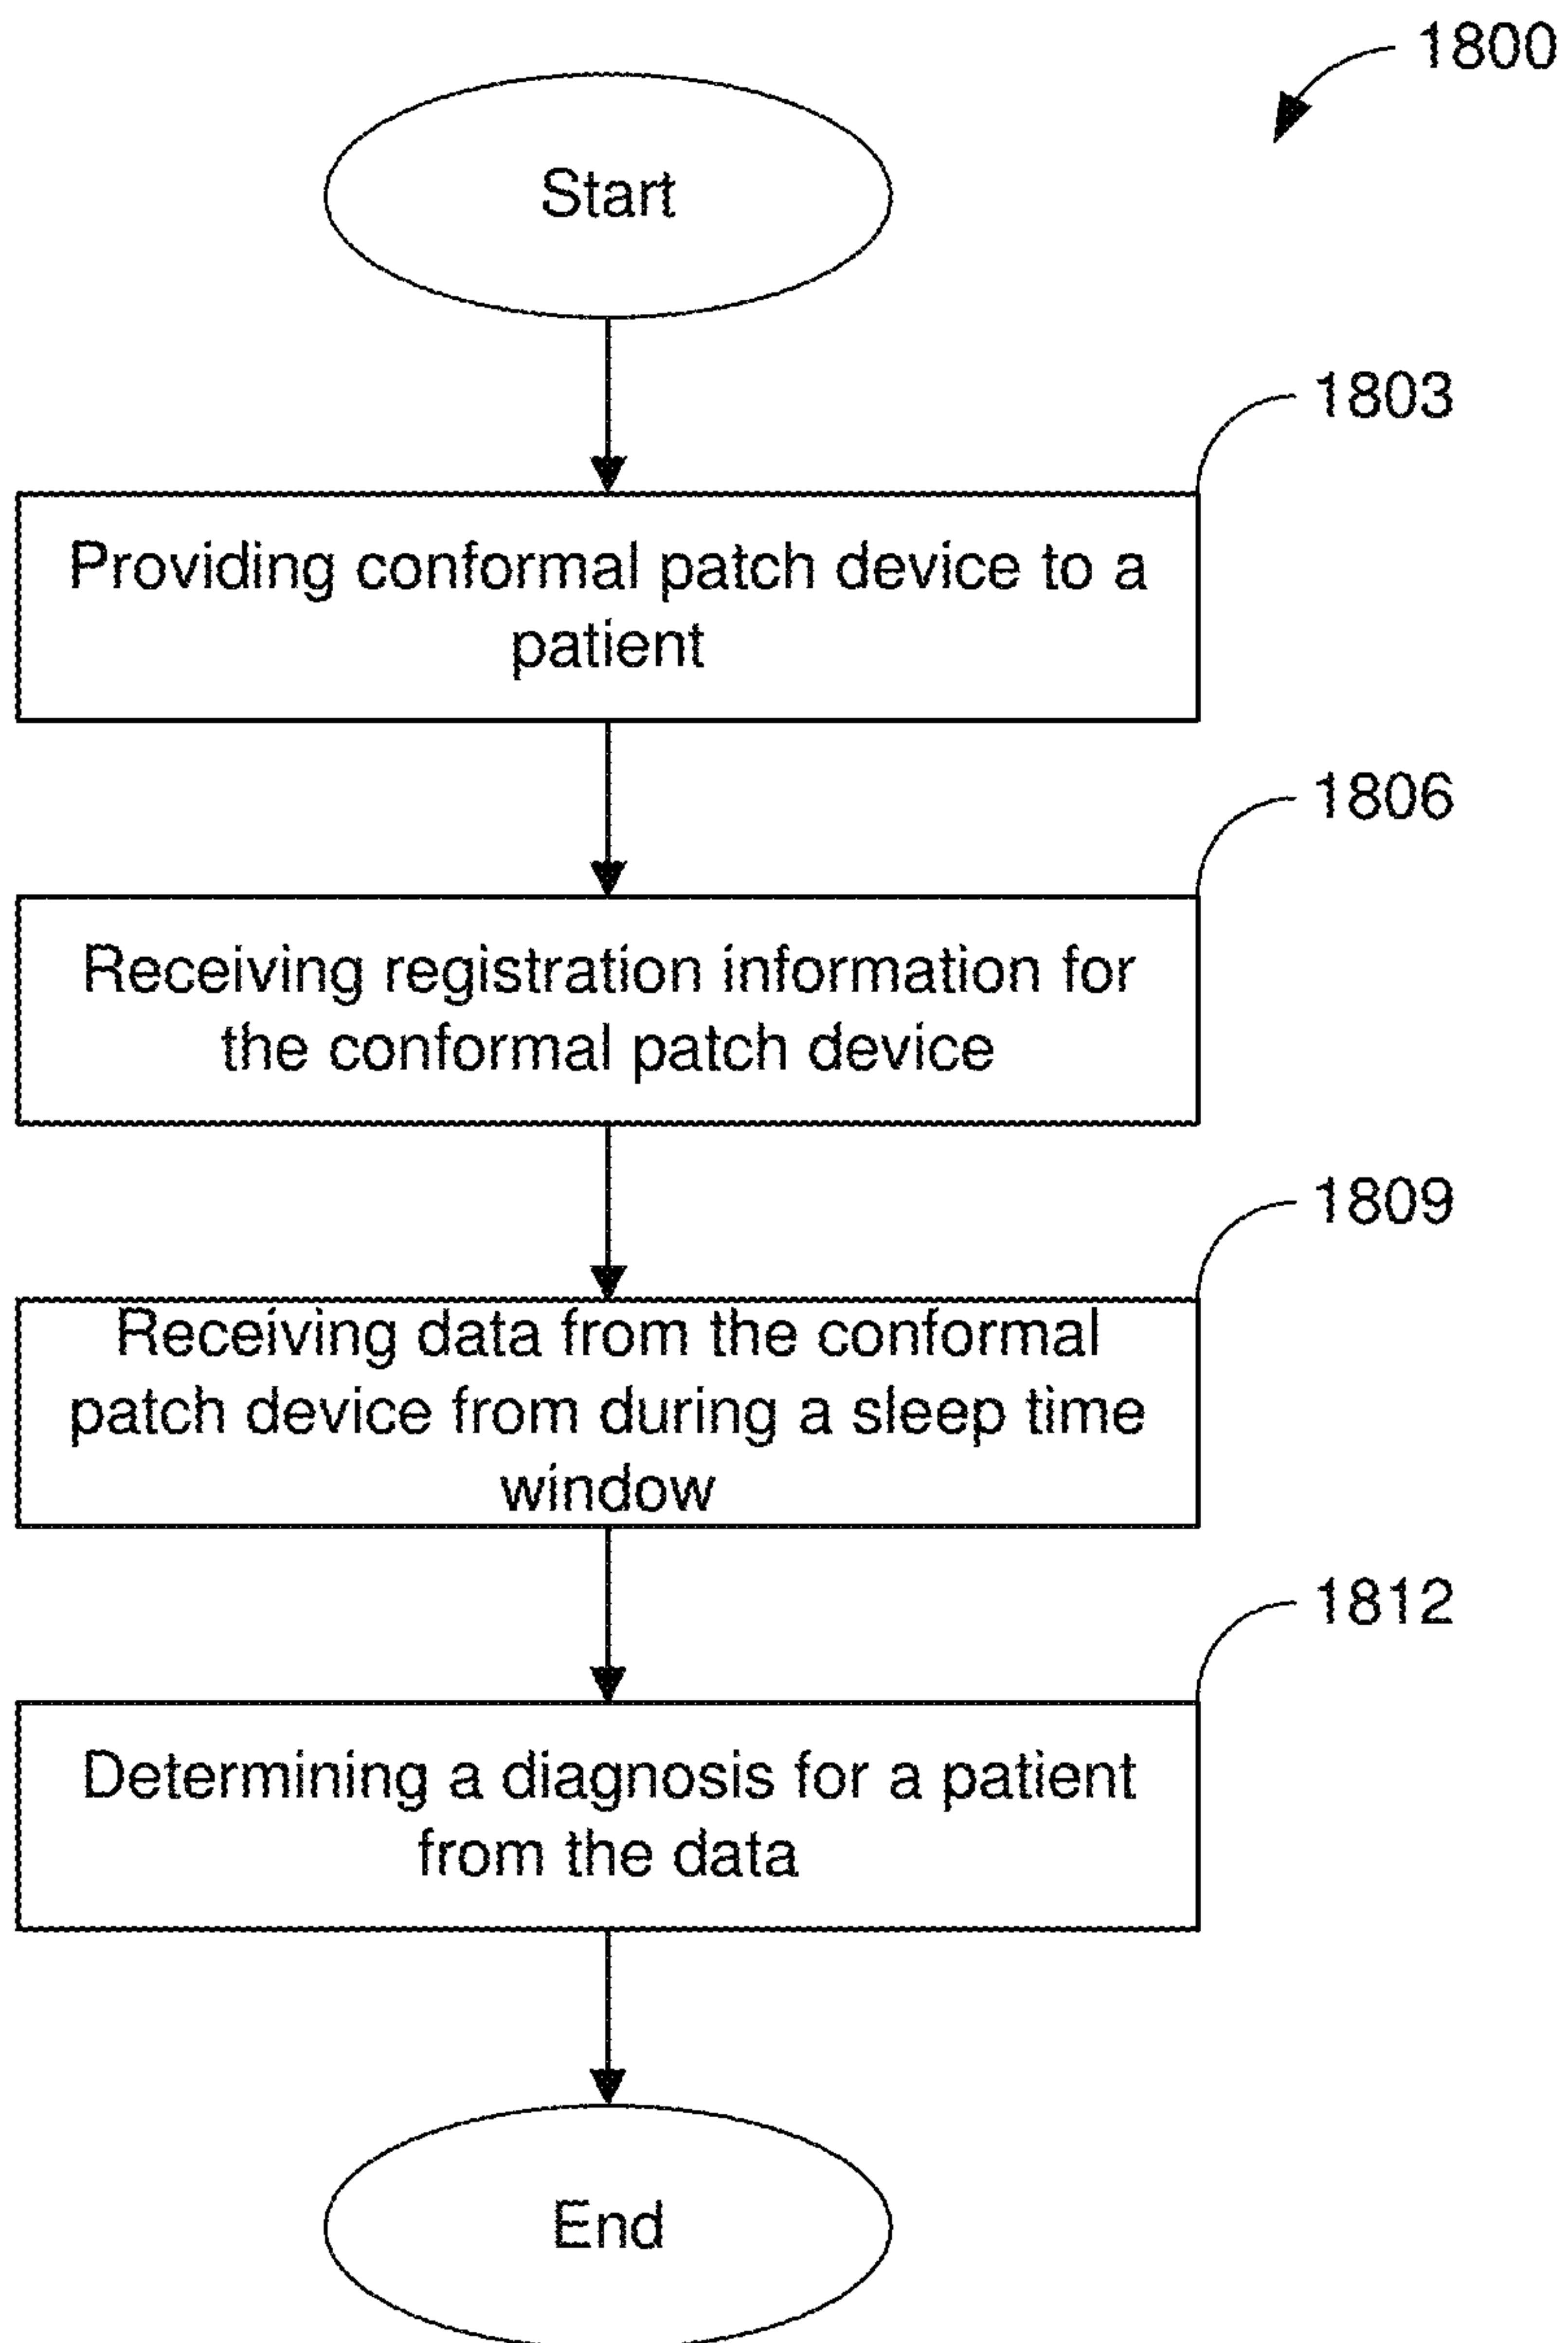 1800
Start
1803
Providing conformal patch device to a
patient
1806
Receiving registration information for
the conformal patch device
1809
Receiving data from the conformal
patch device from during a sleep time
window
1812
Determining a diagnosis for a patient
from the data
End